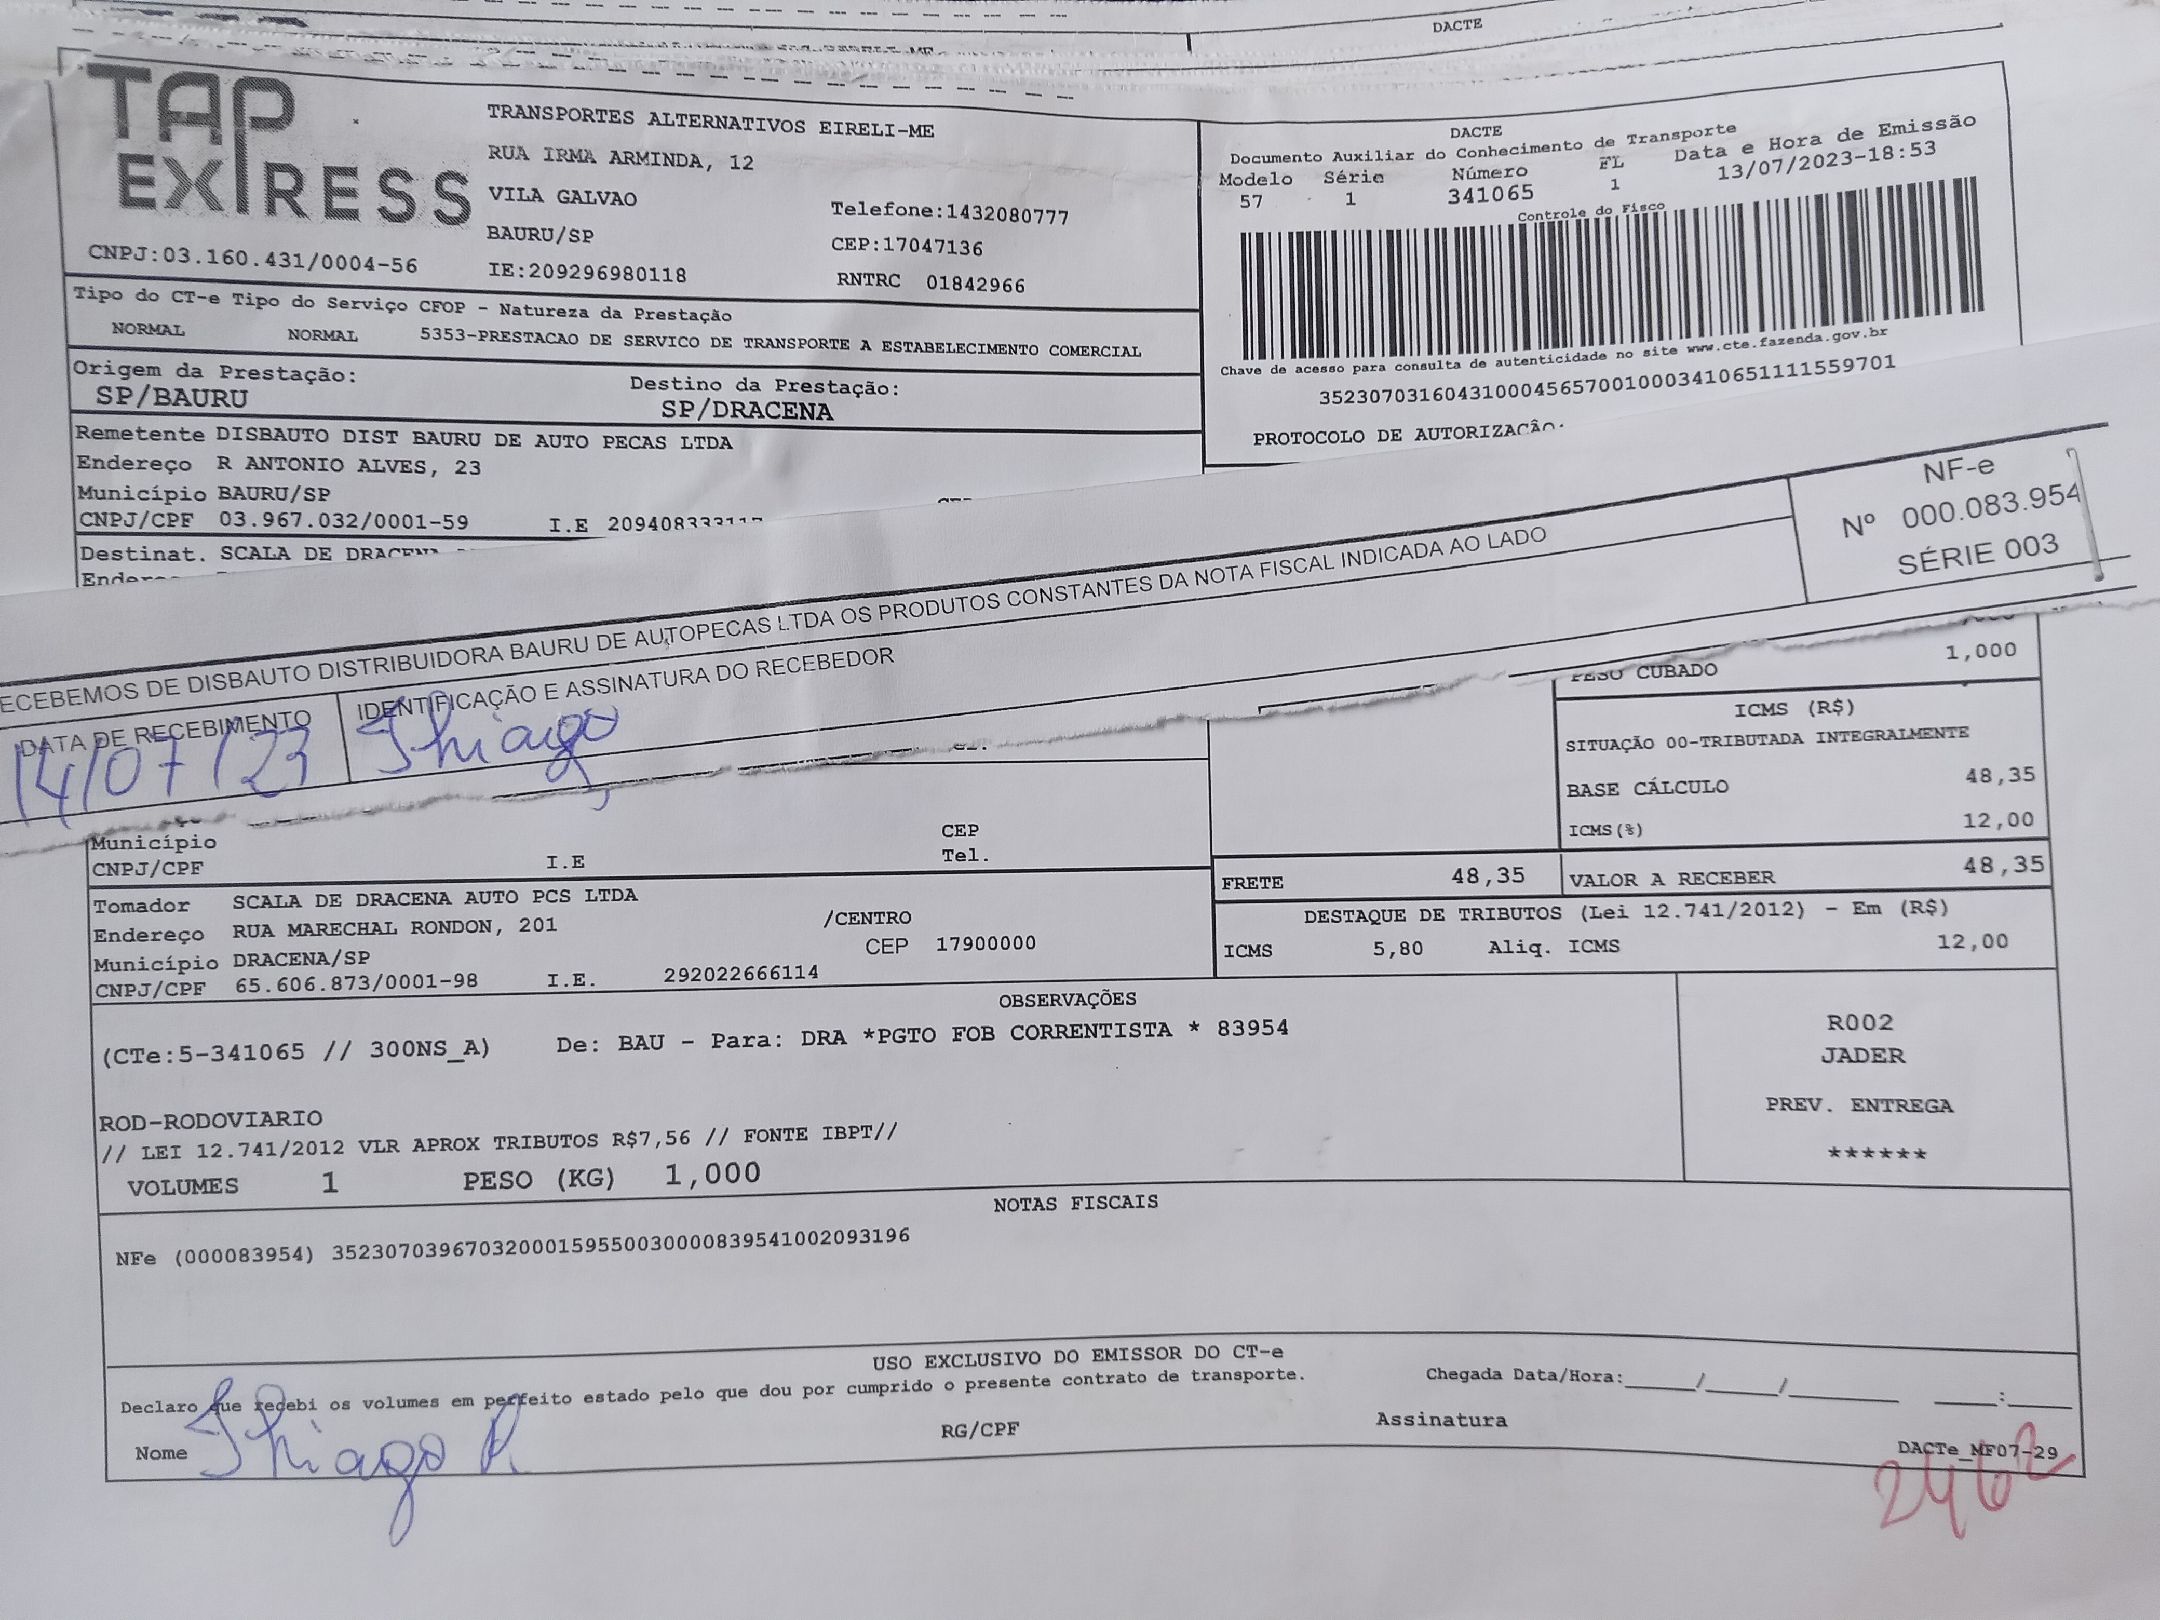 DACTE
TAP
EXPRESS
CNPJ:03.160.431/0004-56
TRANSPORTES ALTERNATIVOS EIRELI-ME
RUA IRMA ARMINDA, 12
VILA GALVAO
BAURU/SP
IE:209296980118
Telefone:1432080777
CEP:17047136
RNTRC 01842966
DACTE
Documento Auxiliar do Conhecimento de Transporte
Modelo Série Número FL Data e Hora de Emissão
57 1 341065 1 13/07/2023-18:53
Controle do Fisco
Chave de acesso para consulta de autenticidade no site www.cte.fazenda.gov.br
35230703160431000456570010003410651111559701
PROTOCOLO DE AUTORIZAÇÃO:
Tipo do CT-e Tipo do Serviço CFOP - Natureza da Prestação
NORMAL NORMAL 5353-PRESTACAO DE SERVICO DE TRANSPORTE A ESTABELECIMENTO COMERCIAL
Origem da Prestação: Destino da Prestação:
SP/BAURU SP/DRACENA
Remetente DISBAUTO DIST BAURU DE AUTO PECAS LTDA
Endereço R ANTONIO ALVES, 23
Município BAURU/SP
CNPJ/CPF 03.967.032/0001-59 I.E
Destinat. SCALA DE DRACENA
ECEBEMOS DE DISBAUTO DISTRIBUIDORA BAURU DE AUTOPECAS LTDA OS PRODUTOS CONSTANTES DA NOTA FISCAL INDICADA AO LADO
NF-e
Nº 000.083.954
SÉRIE 003
DATA DE RECEBIMENTO
14/07/23
IDENTIFICAÇÃO E ASSINATURA DO RECEBEDOR
Thiago
PESO CUBADO 1,000
ICMS (R$)
SITUAÇÃO 00-TRIBUTADA INTEGRALMENTE
BASE CÁLCULO 48,35
ICMS(%) 12,00
Município CEP
CNPJ/CPF I.E Tel.
FRETE 48,35 VALOR A RECEBER 48,35
DESTAQUE DE TRIBUTOS (Lei 12.741/2012) - Em (R$)
ICMS 5,80 Aliq. ICMS 12,00
Tomador SCALA DE DRACENA AUTO PCS LTDA
Endereço RUA MARECHAL RONDON, 201 /CENTRO
Município DRACENA/SP CEP 17900000
CNPJ/CPF 65.606.873/0001-98 I.E. 292022666114
OBSERVAÇÕES
(CTe:5-341065 // 300NS_A) De: BAU - Para: DRA *PGTO FOB CORRENTISTA * 83954
ROD-RODOVIARIO
// LEI 12.741/2012 VLR APROX TRIBUTOS R$7,56 // FONTE IBPT//
VOLUMES 1 PESO (KG) 1,000
R002
JADER
PREV. ENTREGA
******
NOTAS FISCAIS
NFe (000083954) 35230703967032000159550030000839541002093196
USO EXCLUSIVO DO EMISSOR DO CT-e
Declaro que recebi os volumes em perfeito estado pelo que dou por cumprido o presente contrato de transporte.
Chegada Data/Hora:_____/_____/_______ ____:____
Nome Thiago R. RG/CPF Assinatura
DACTe_MF07-29
2462